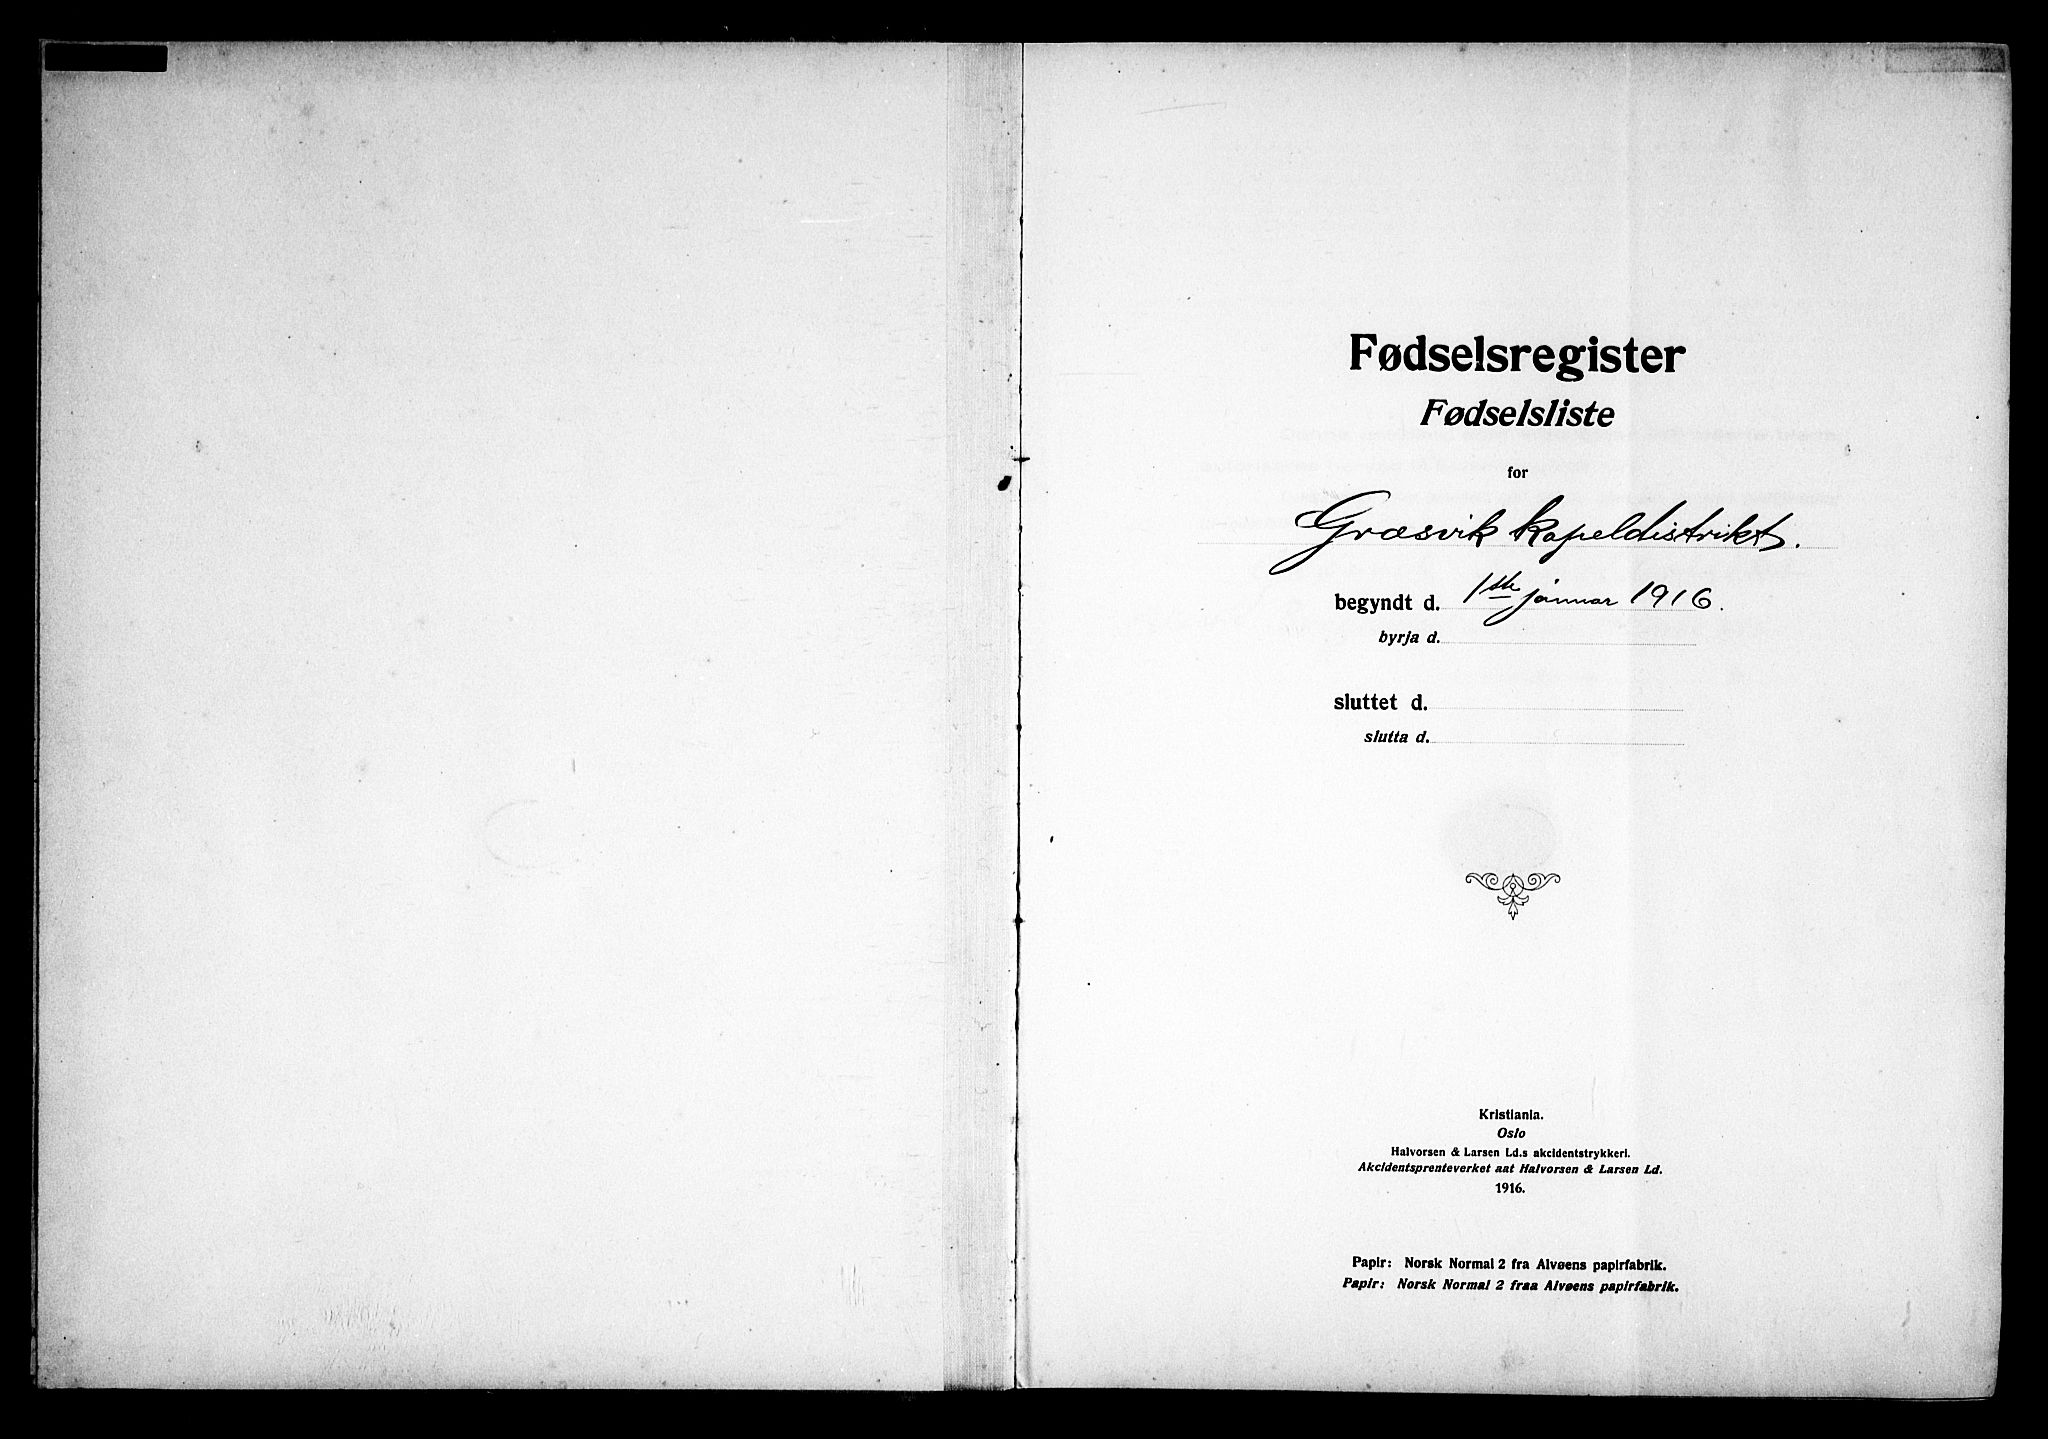 Fødselsregister
Fødselsliste
for
Græsvik kapeldistrikt.
begyndt d. 1ste januar 1916.
byrja d.
sluttet d.
slutta d.
Kristiania.
Oslo
Halvorsen & Larsen Ld.s akcidentstrykkeri.
Akcidentsprenteverket aat Halvorsen & Larsen Ld.
1916.
Papir: Norsk Normal 2 fra Alvøens papirfabrik.
Papir: Norsk Normal 2 fraa Alvøens papirfabrik.